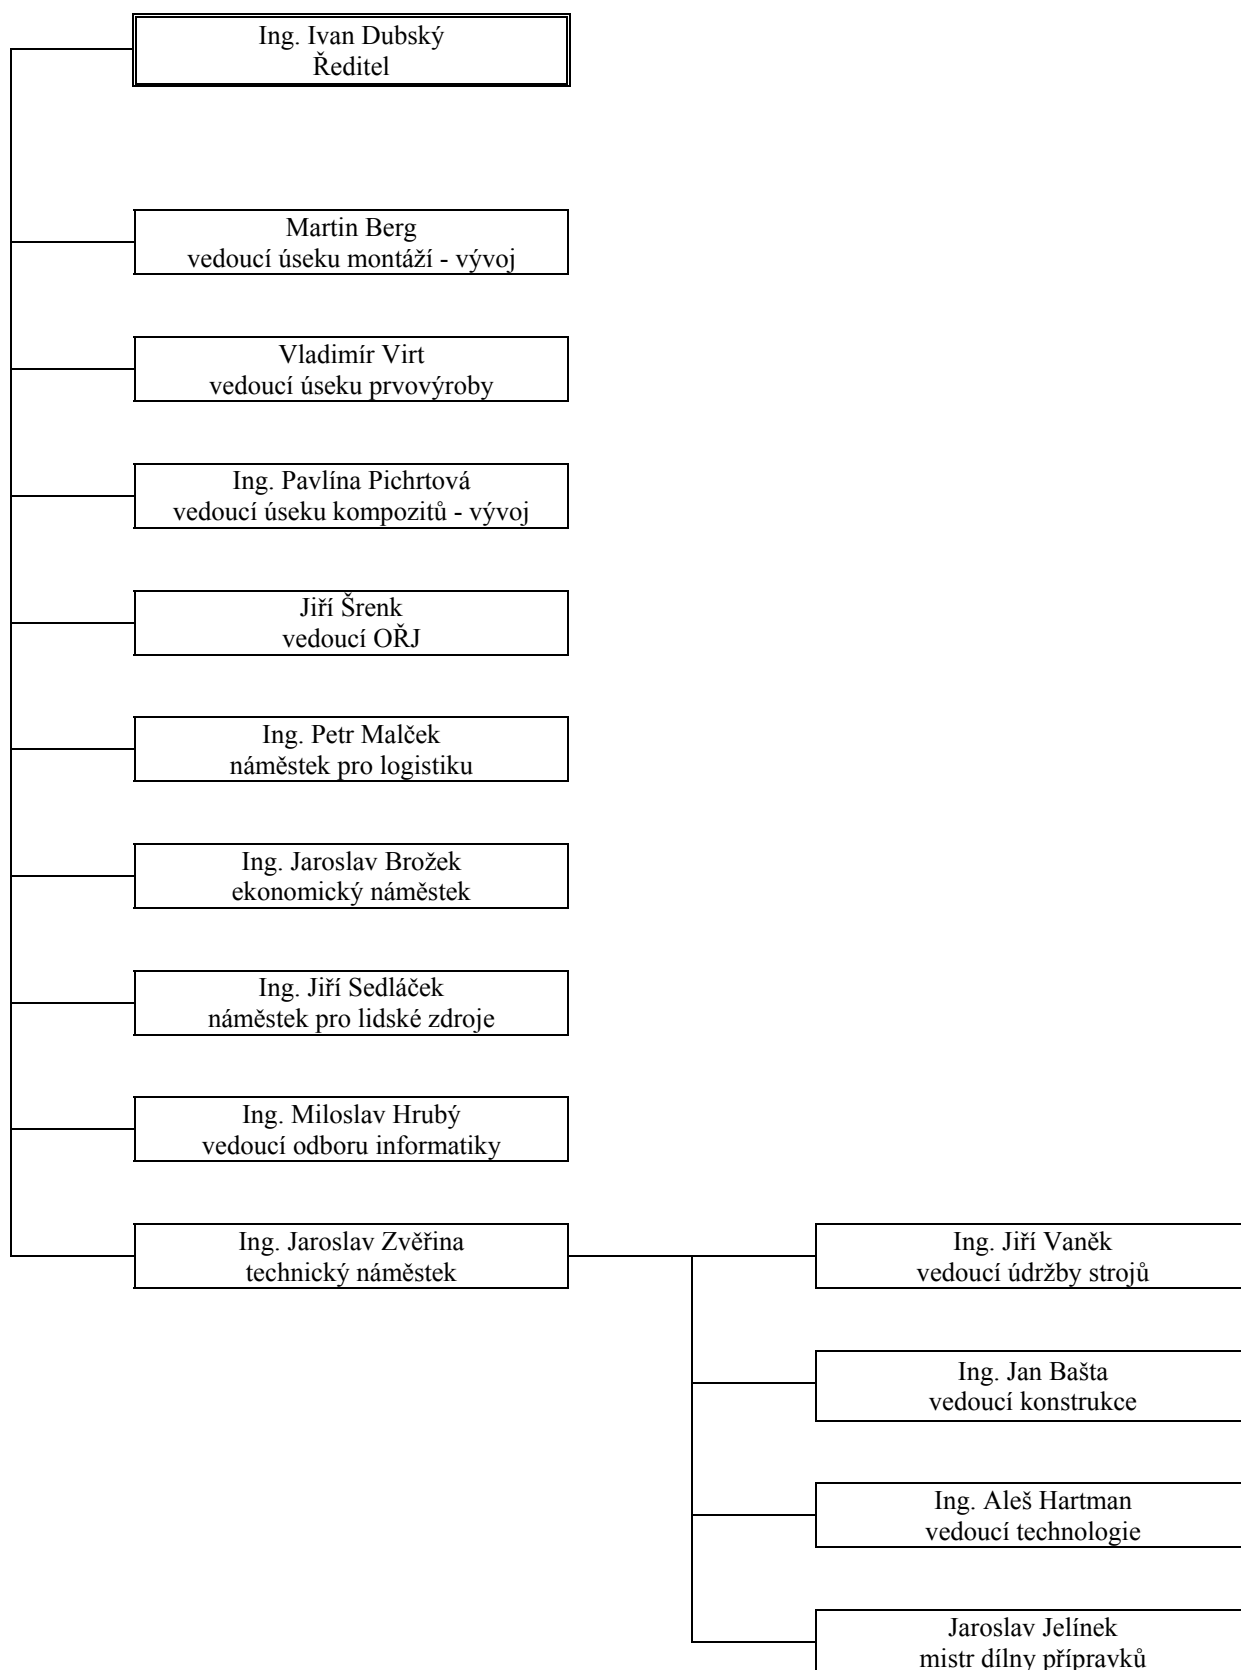 Ing. Ivan Dubský
Ředitel
Martin Berg
vedoucí úseku montáží - vývoj
Vladimír Virt
vedoucí úseku prvovýroby
Ing. Pavlína Pichrtová
vedoucí úseku kompozitů - vývoj
Jiří Šrenk
vedoucí OŘJ
Ing. Petr Malček
náměstek pro logistiku
Ing. Jaroslav Brožek
ekonomický náměstek
Ing. Jiří Sedláček
náměstek pro lidské zdroje
Ing. Miloslav Hrubý
vedoucí odboru informatiky
Ing. Jaroslav Zvěřina
technický náměstek
Ing. Jiří Vaněk
vedoucí údržby strojů
Ing. Jan Bašta
vedoucí konstrukce
Ing. Aleš Hartman
vedoucí technologie
Jaroslav Jelínek
mistr dílny přípravků